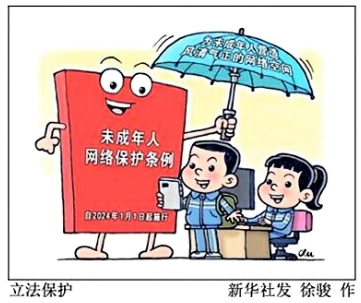 为未成年人营造
风清气正的网络空间
未成年人
网络保护条例
自2024年1月1日起施行
立法保护
新华社发 徐骏 作